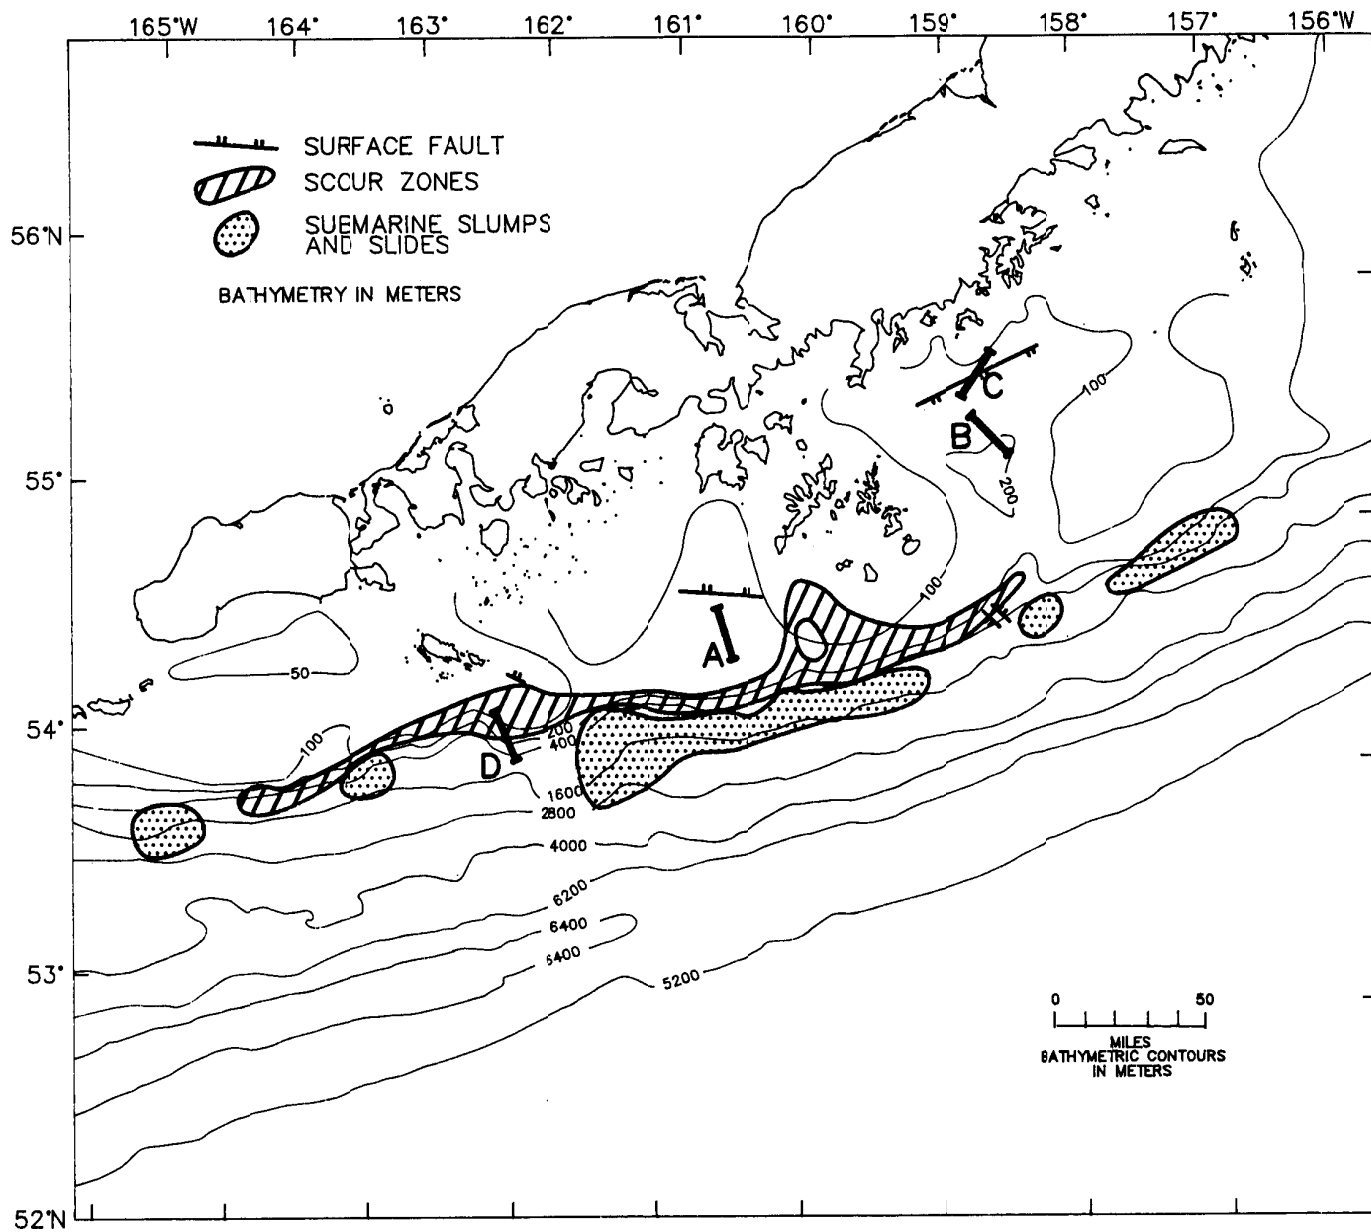 165°W 164° 163° 162° 161° 160° 159° 158° 157° 156°W
SURFACE FAULT
SCOUR ZONES
SUBMARINE SLUMPS
AND SLIDES
BATHYMETRY IN METERS
56°N
55°
54°
53°
52°N
C
100
B
200
100
A
50
100
D
200
400
1600
2800
4000
6200
6400
5400
5200
0 50
MILES
BATHYMETRIC CONTOURS
IN METERS